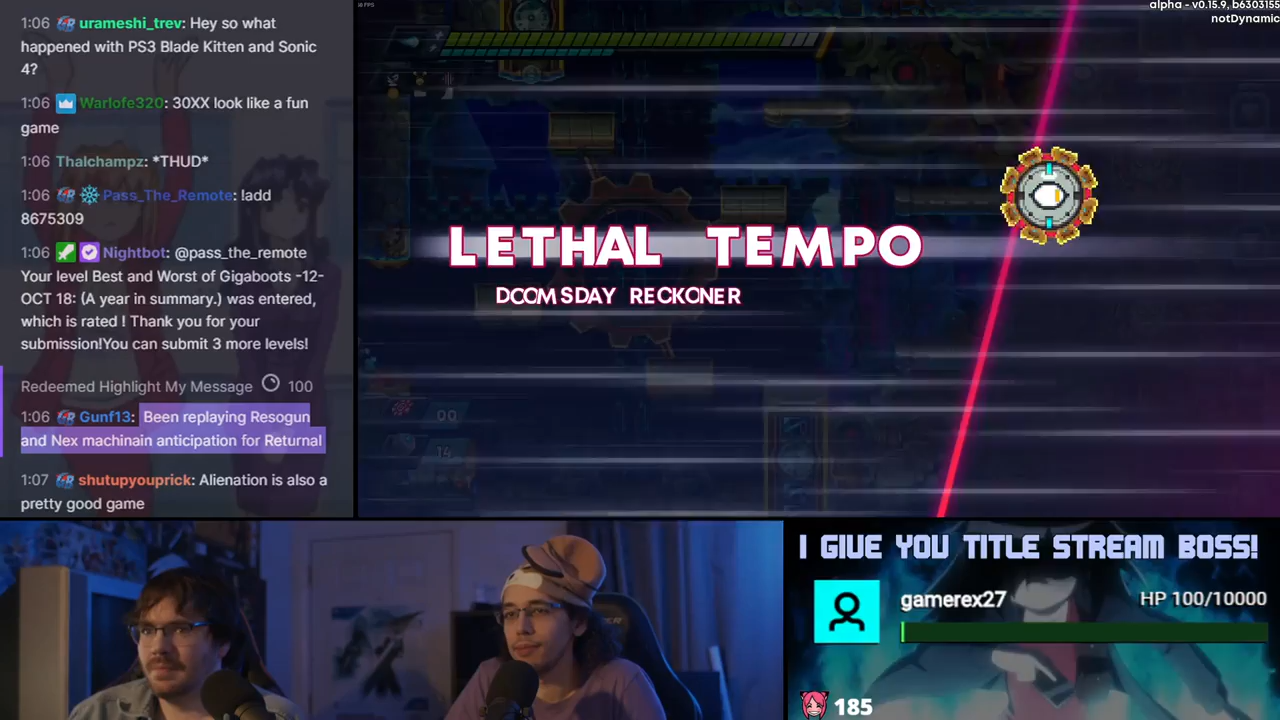 1:06 urameshi_trev: Hey so what
happened with PS3 Blade Kitten and Sonic
4?
1:06 Warlofe320: 30XX look like a fun
game
1:06 Thalchampz: *THUD*
1:06 Pass_The_Remote: !add
8675309
1:06 Nightbot: @pass_the_remote
Your level Best and Worst of Gigaboots -12-
OCT 18: (A year in summary.) was entered,
which is rated ! Thank you for your
submission!You can submit 3 more levels!
Redeemed Highlight My Message 100
1:06 Gunf13: Been replaying Resogun
and Nex machinain anticipation for Returnal
1:07 shutupyouprick: Alienation is also a
pretty good game
alpha - v0.15.9, b6303155
notDynamic
LETHAL TEMPO
DOOMSDAY RECKONER
00
14
I GIVE YOU TITLE STREAM BOSS!
gamerex27 HP 100/10000
185